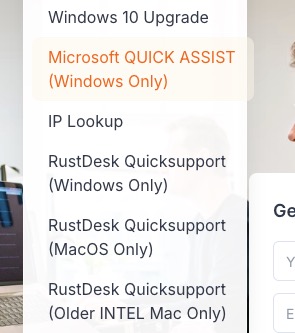 Windows 10 Upgrade
Microsoft QUICK ASSIST
(Windows Only)
IP Lookup
RustDesk Quicksupport
(Windows Only)
RustDesk Quicksupport
(MacOS Only)
RustDesk Quicksupport
(Older INTEL Mac Only)
Ge
Y
E